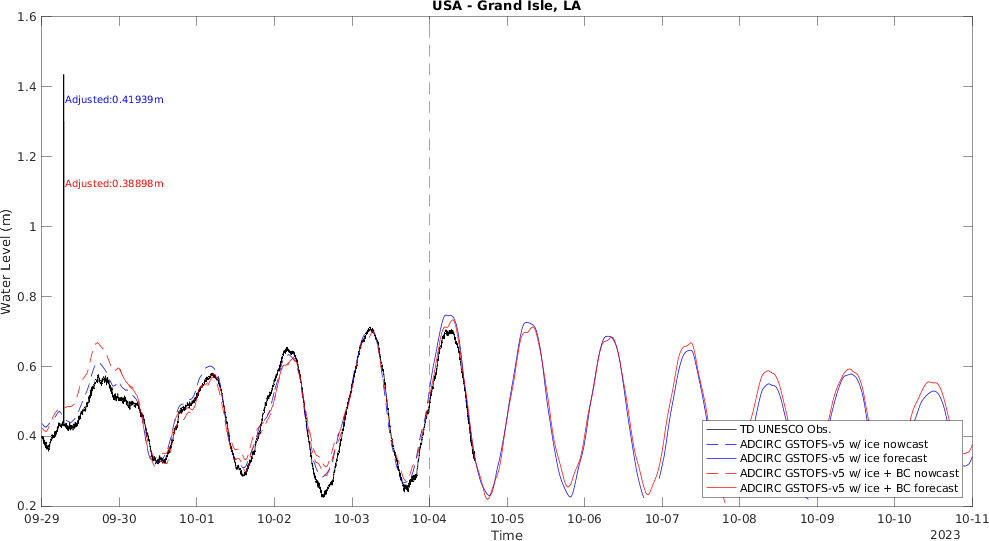 USA - Grand Isle, LA
1.6
1.4
1.2
1
0.8
0.6
0.4
0.2
Water Level (m)
Adjusted:0.41939m
Adjusted:0.38898m
TD UNESCO Obs.
ADCIRC GSTOFS-v5 w/ ice nowcast
ADCIRC GSTOFS-v5 w/ ice forecast
ADCIRC GSTOFS-v5 w/ ice + BC nowcast
ADCIRC GSTOFS-v5 w/ ice + BC forecast
09-29 09-30 10-01 10-02 10-03 10-04 10-05 10-06 10-07 10-08 10-09 10-10 10-11
Time
2023